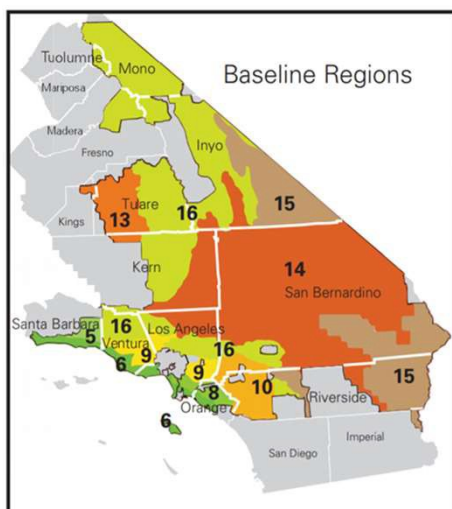 Baseline Regions
Tuolumne
Mono
Mariposa
Madera
Fresno
Inyo
Kings
13
Tulare
16
15
Kern
14
San Bernardino
Santa Barbara
5
16
Ventura
6
Los Angeles
9
9
16
8
Orange
10
Riverside
15
6
San Diego
Imperial